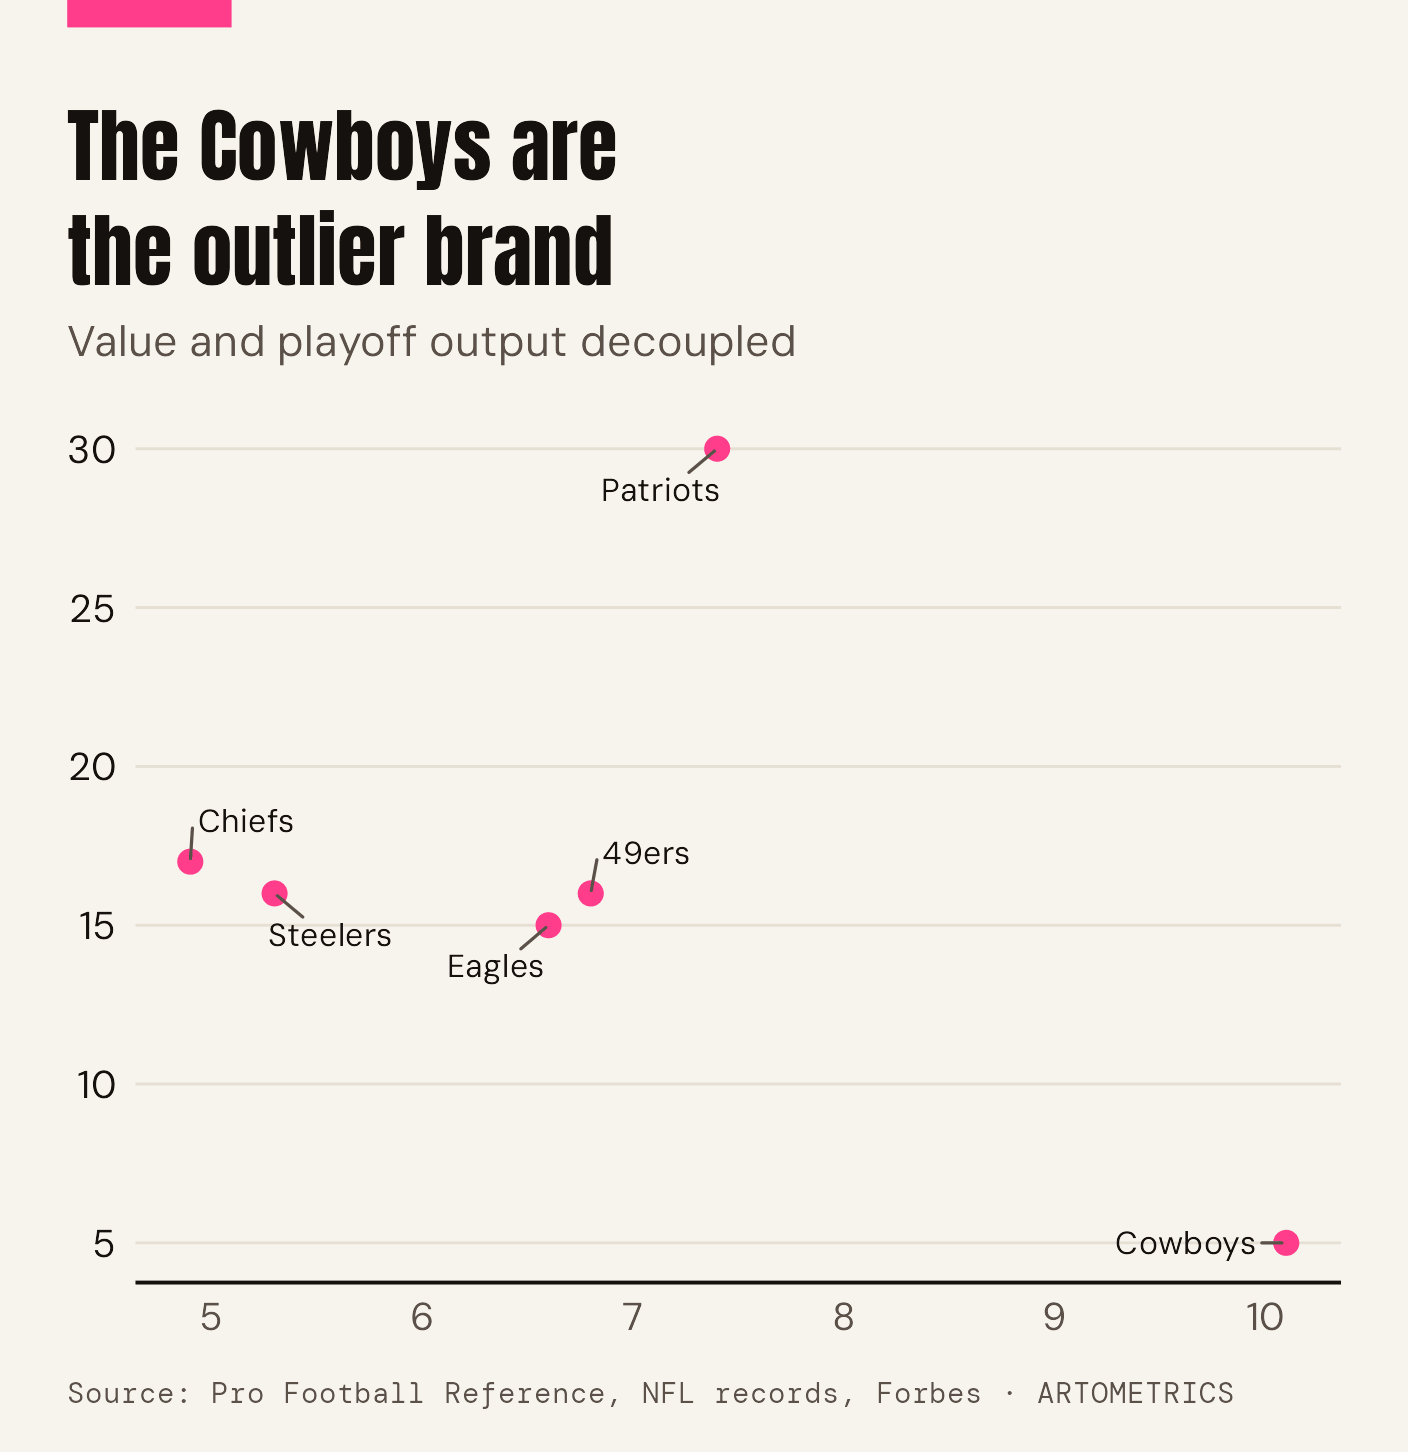 The Cowboys are
the outlier brand
Value and playoff output decoupled
30
Patriots
25
20
Chiefs
49ers
15
Steelers
Eagles
10
5
Cowboys
5 6 7 8 9 10
Source: Pro Football Reference, NFL records, Forbes · ARTOMETRICS